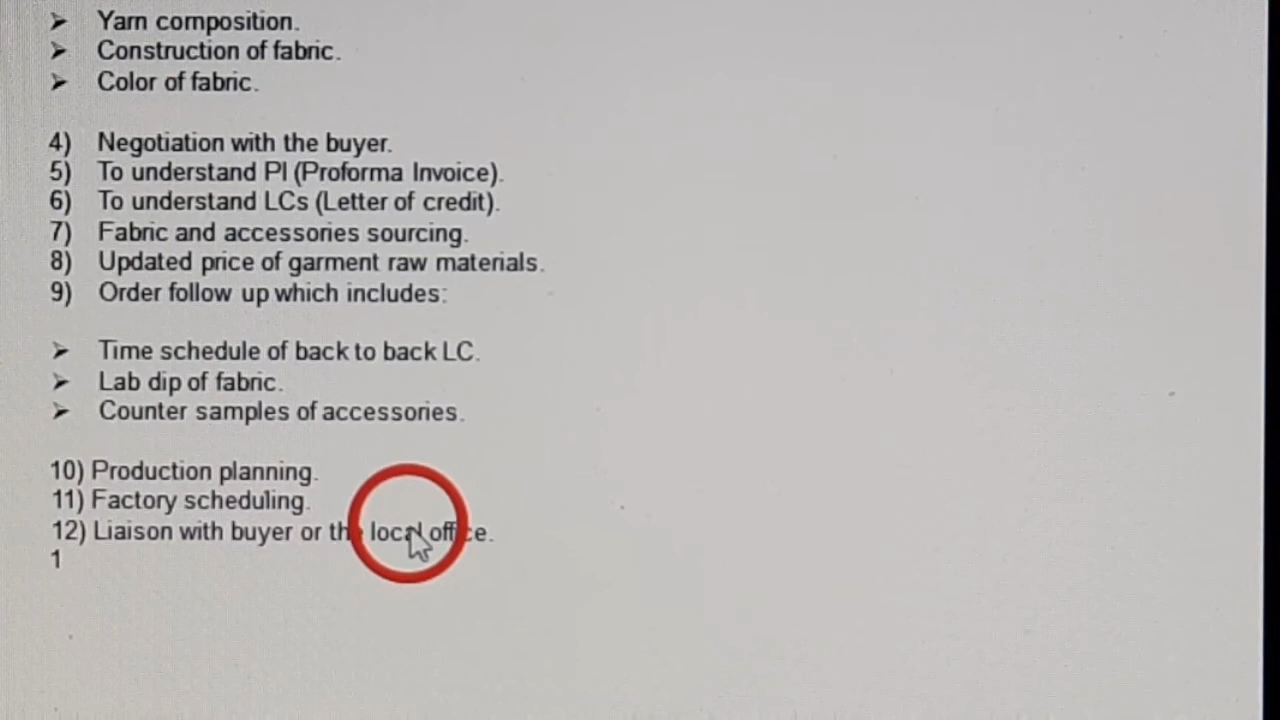 ➤ Yarn composition.
➤ Construction of fabric.
➤ Color of fabric.
4) Negotiation with the buyer.
5) To understand PI (Proforma Invoice).
6) To understand LCs (Letter of credit).
7) Fabric and accessories sourcing.
8) Updated price of garment raw materials.
9) Order follow up which includes:
➤ Time schedule of back to back LC.
➤ Lab dip of fabric.
➤ Counter samples of accessories.
10) Production planning.
11) Factory scheduling.
12) Liaison with buyer or the local office.
1